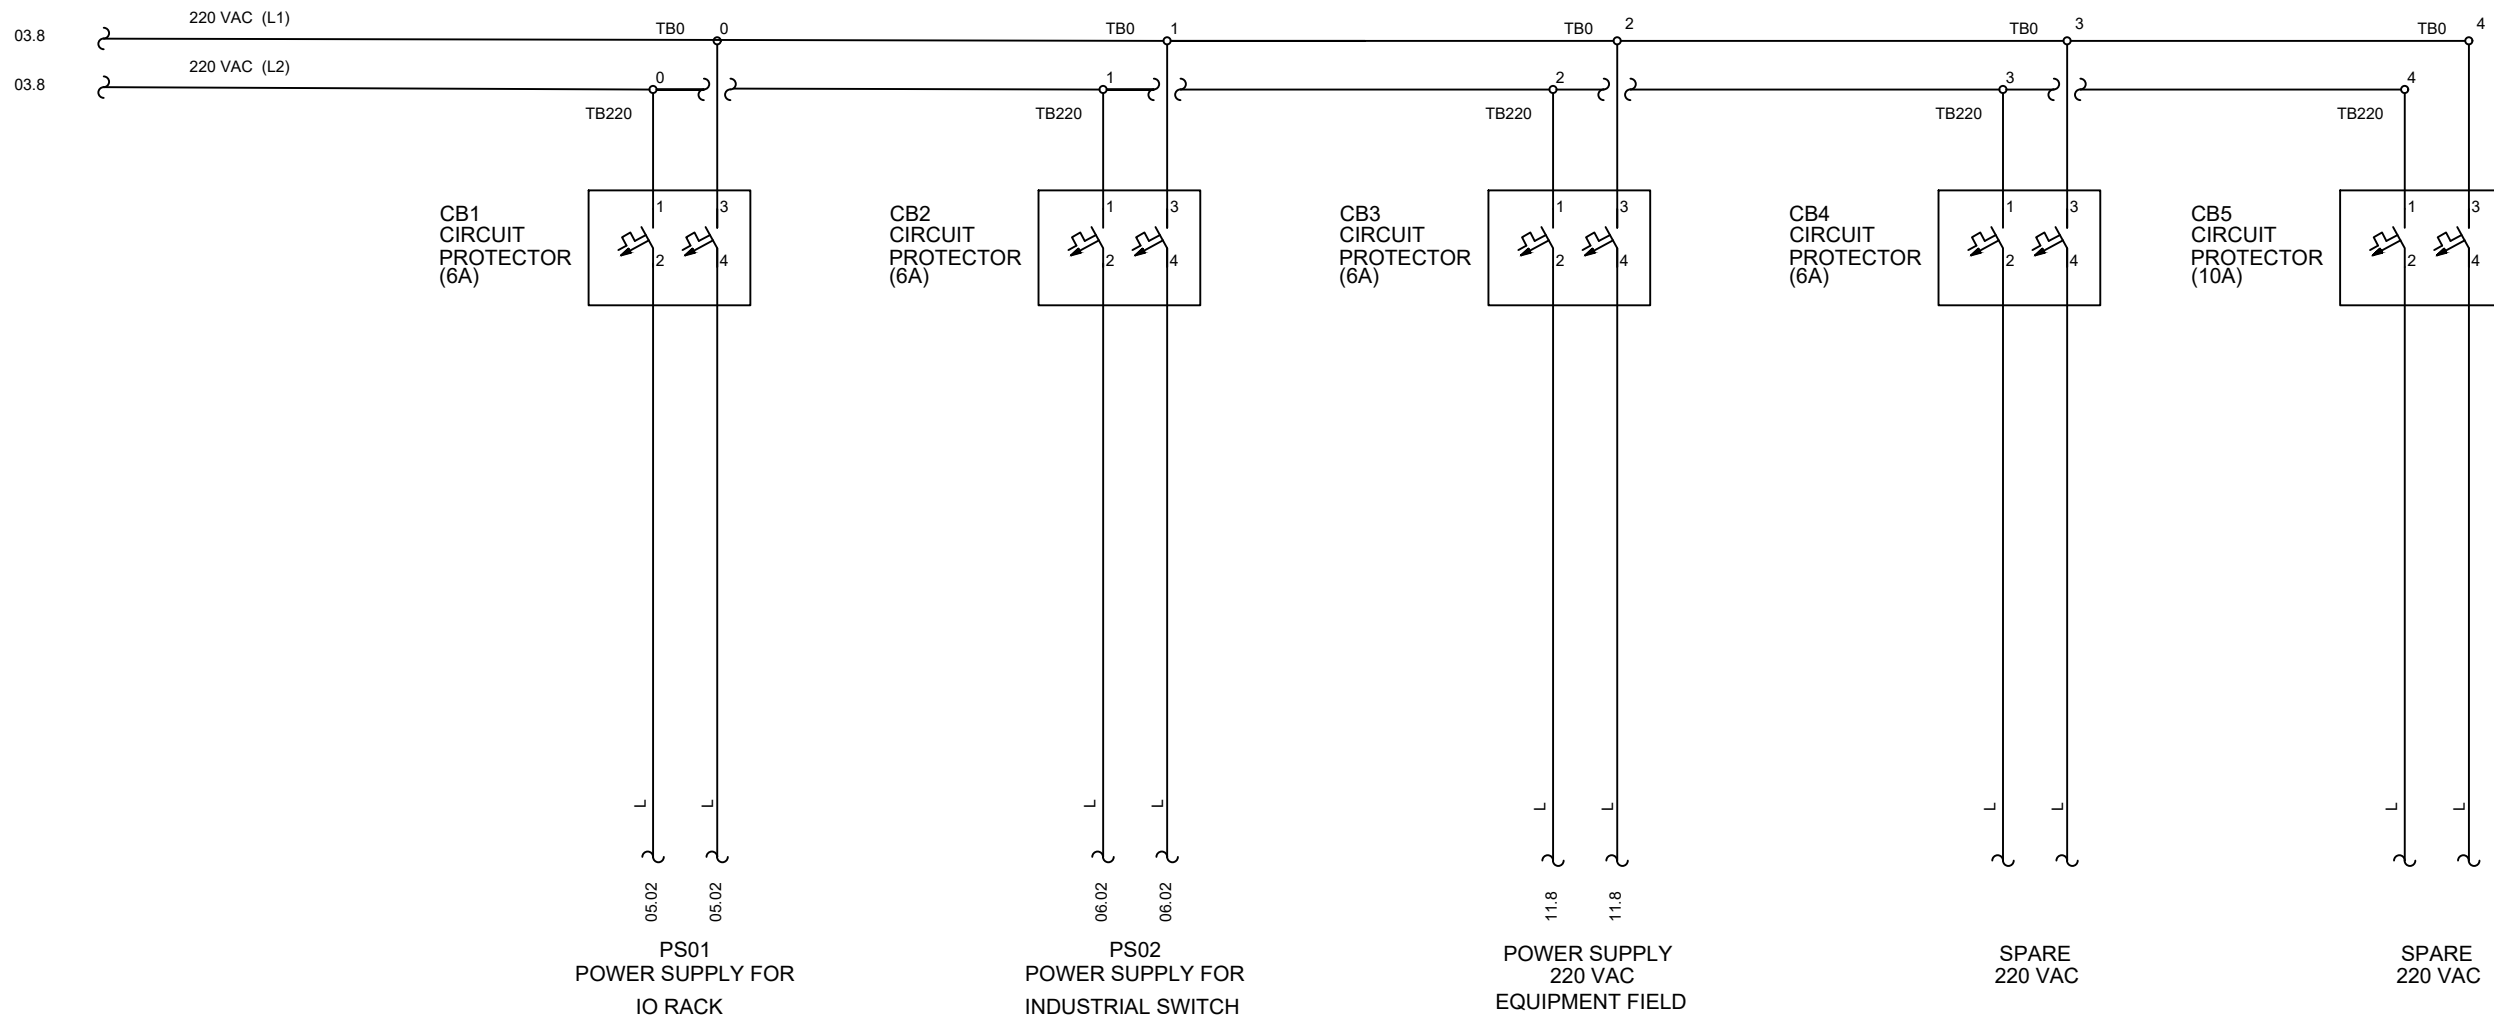 220 VAC (L1)
03.8
TB0 0
TB0 1
TB0 2
TB0 3
TB0 4
220 VAC (L2)
03.8
0
1
2
3
4
TB220
TB220
TB220
TB220
TB220
CB1
CIRCUIT
PROTECTOR
(6A)
1 3
2 4
CB2
CIRCUIT
PROTECTOR
(6A)
1 3
2 4
CB3
CIRCUIT
PROTECTOR
(6A)
1 3
2 4
CB4
CIRCUIT
PROTECTOR
(6A)
1 3
2 4
CB5
CIRCUIT
PROTECTOR
(10A)
1 3
2 4
L L
L L
L L
L L
L L
05.02 05.02
06.02 06.02
11.8 11.8
PS01
POWER SUPPLY FOR
IO RACK
PS02
POWER SUPPLY FOR
INDUSTRIAL SWITCH
POWER SUPPLY
220 VAC
EQUIPMENT FIELD
SPARE
220 VAC
SPARE
220 VAC